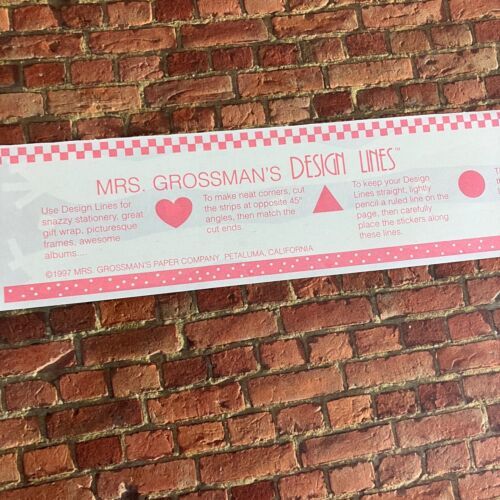 MRS. GROSSMAN'S DESIGN LINES™
Use Design Lines for
snazzy stationery, great
gift wrap, picturesque
frames, awesome
albums....
To make neat corners, cut
the strips at opposite 45°
angles, then match the
cut ends.
To keep your Design
Lines straight, lightly
pencil a ruled line on the
page, then carefully
place the stickers along
these lines.
©1997 MRS. GROSSMAN'S PAPER COMPANY, PETALUMA, CALIFORNIA